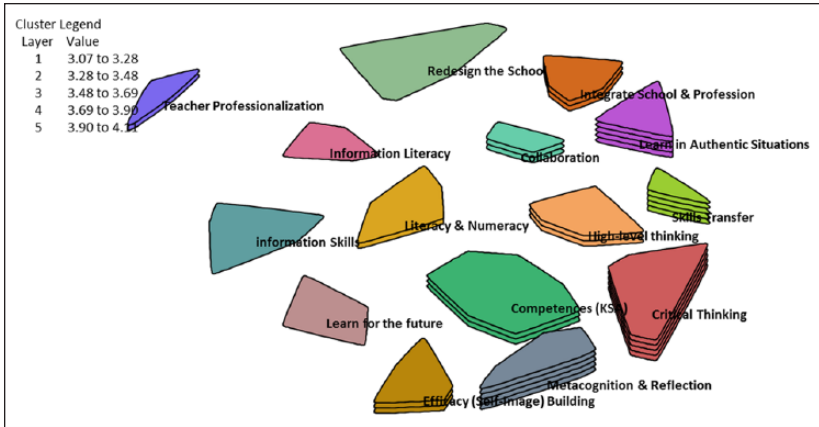 Cluster Legend
Layer Value
1 3.07 to 3.28
2 3.28 to 3.48
3 3.48 to 3.69
4 3.69 to 3.90
5 3.90 to 4.11
Redesign the School
Integrate School & Profession
Teacher Professionalization
Learn in Authentic Situations
Information Literacy
Collaboration
Skills Transfer
Literacy & Numeracy
High-level thinking
information Skills
Competences (KSA)
Critical Thinking
Learn for the future
Metacognition & Reflection
Efficacy (Self-Image) Building